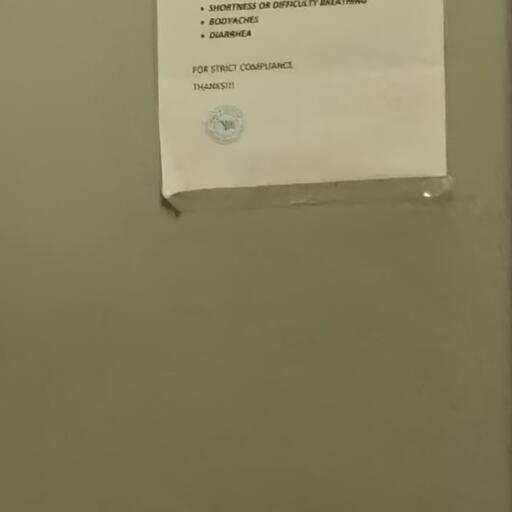 • SHORTNESS OR DIFFICULTY BREATHING
• BODYACHES
• DIARRHEA
FOR STRICT COMPLIANCE.
THANKS!!!